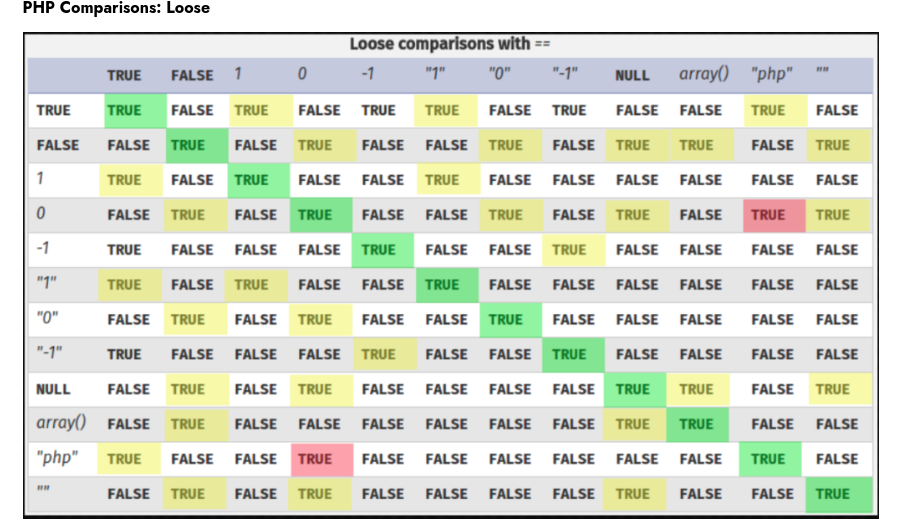 PHP Comparisons: Loose
Loose comparisons with ==
TRUE FALSE 1 0 -1 "1" "0" "-1" NULL array() "php" ""
TRUE TRUE FALSE TRUE FALSE TRUE TRUE FALSE TRUE FALSE FALSE TRUE FALSE
FALSE FALSE TRUE FALSE TRUE FALSE FALSE TRUE FALSE TRUE TRUE FALSE TRUE
1 TRUE FALSE TRUE FALSE FALSE TRUE FALSE FALSE FALSE FALSE FALSE FALSE
0 FALSE TRUE FALSE TRUE FALSE FALSE TRUE FALSE TRUE FALSE TRUE TRUE
-1 TRUE FALSE FALSE FALSE TRUE FALSE FALSE TRUE FALSE FALSE FALSE FALSE
"1" TRUE FALSE TRUE FALSE FALSE TRUE FALSE FALSE FALSE FALSE FALSE FALSE
"0" FALSE TRUE FALSE TRUE FALSE FALSE TRUE FALSE FALSE FALSE FALSE FALSE
"-1" TRUE FALSE FALSE FALSE TRUE FALSE FALSE TRUE FALSE FALSE FALSE FALSE
NULL FALSE TRUE FALSE TRUE FALSE FALSE FALSE FALSE TRUE TRUE FALSE TRUE
array() FALSE TRUE FALSE FALSE FALSE FALSE FALSE FALSE TRUE TRUE FALSE FALSE
"php" TRUE FALSE FALSE TRUE FALSE FALSE FALSE FALSE FALSE FALSE TRUE FALSE
"" FALSE TRUE FALSE TRUE FALSE FALSE FALSE FALSE TRUE FALSE FALSE TRUE